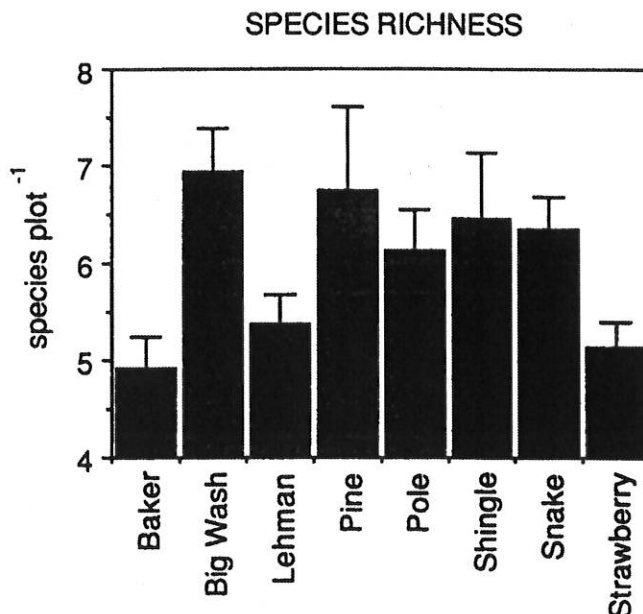 SPECIES RICHNESS
species plot -1
8
7
6
5
4
Baker
Big Wash
Lehman
Pine
Pole
Shingle
Snake
Strawberry